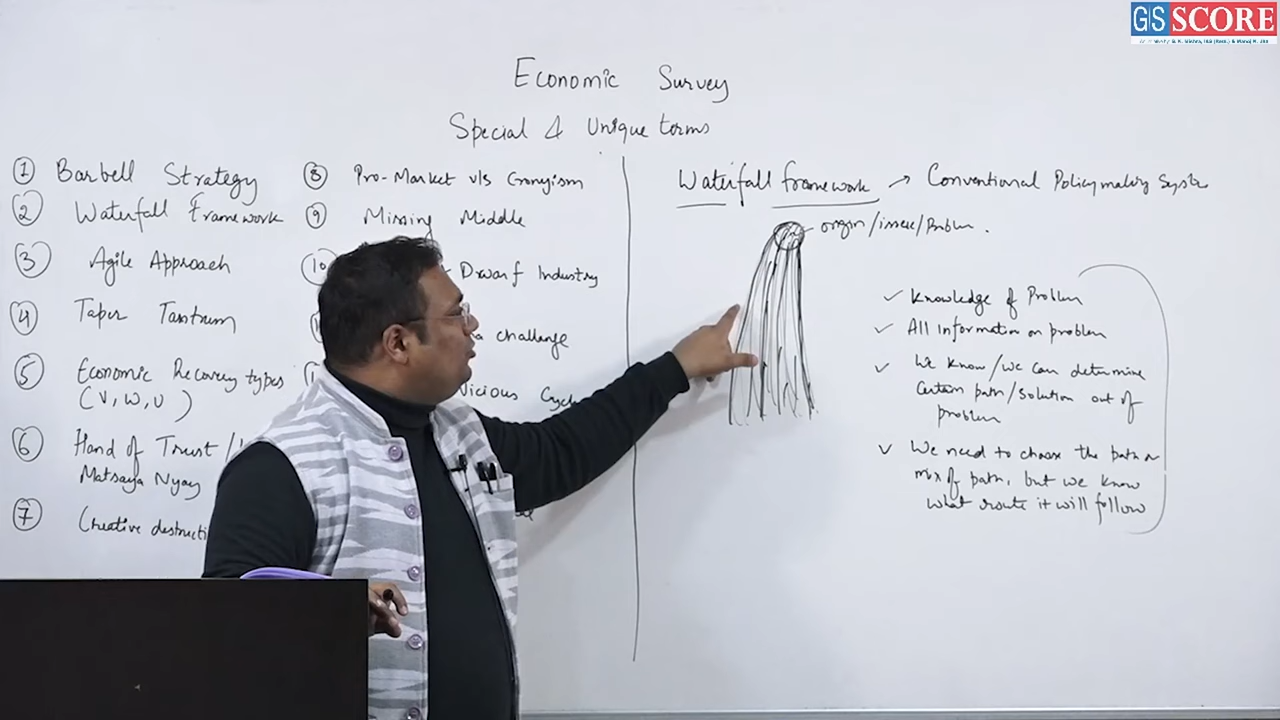 GS SCORE
Economic Survey
Special & Unique terms
① Barbell Strategy
② Waterfall Framework
③ Agile Approach
④ Taper Tantrum
⑤ Economic Recovery types
(V, W, U)
⑥ Hand of Trust /
Matsaya Nyay
⑦ Creative destructi
⑧ Pro-Market v/s Cronyism
⑨ Missing Middle
⑩ Dwarf Industry
challenge
Vicious Cycl
Waterfall framework → Conventional Policymaking Syste
origin/issue/Problem.
✓ Knowledge of Problem
✓ All information on problem
✓ We know/we can determine
certain path/solution out of
problem
✓ We need to choose the path or
mix of path, but we know
what route it will follow